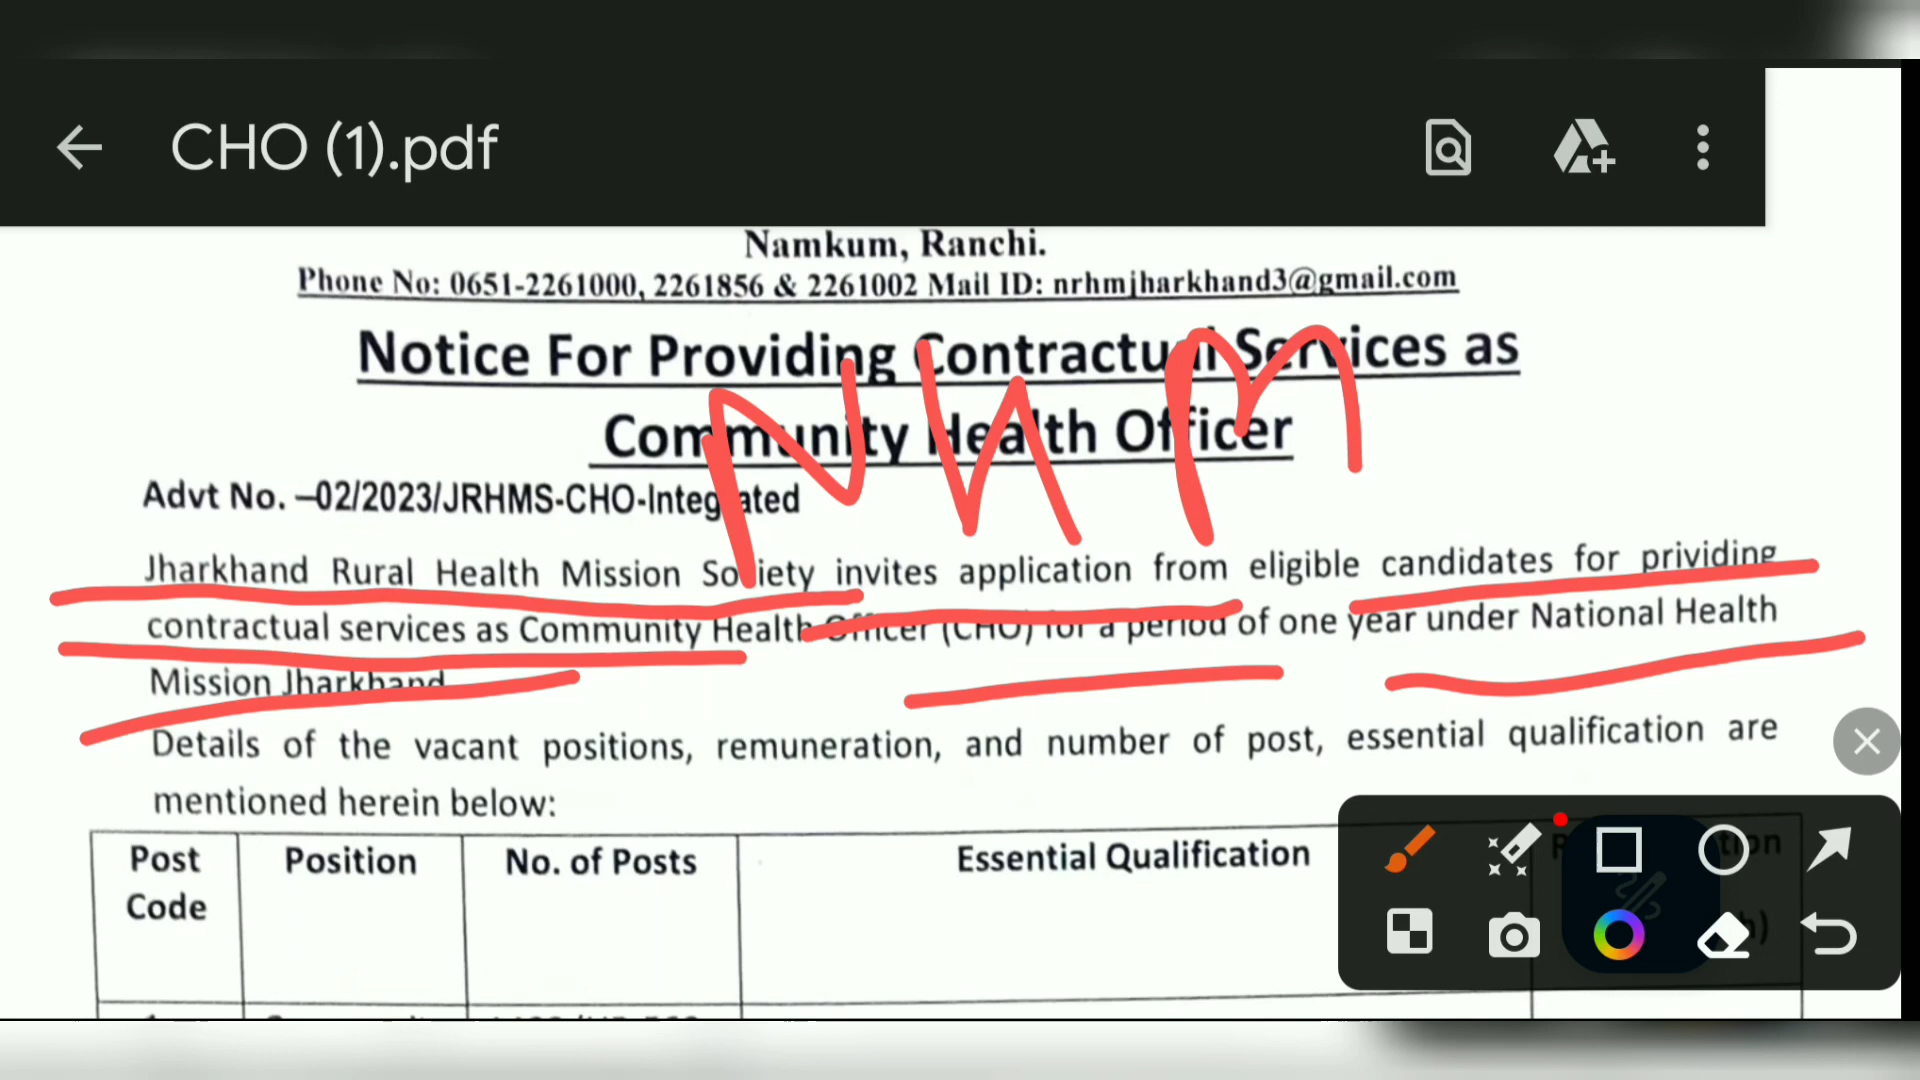 CHO (1).pdf
Namkum, Ranchi.
Phone No: 0651-2261000, 2261856 & 2261002 Mail ID: nrhmjharkhand3@gmail.com
Notice For Providing Contractual Services as
Community Health Officer
NHM
Advt No. –02/2023/JRHMS-CHO-Integrated
Jharkhand Rural Health Mission Society invites application from eligible candidates for prividing
contractual services as Community Health Officer (CHO) for a period of one year under National Health
Mission Jharkhand
Details of the vacant positions, remuneration, and number of post, essential qualification are
mentioned herein below:
Post Code
Position
No. of Posts
Essential Qualification